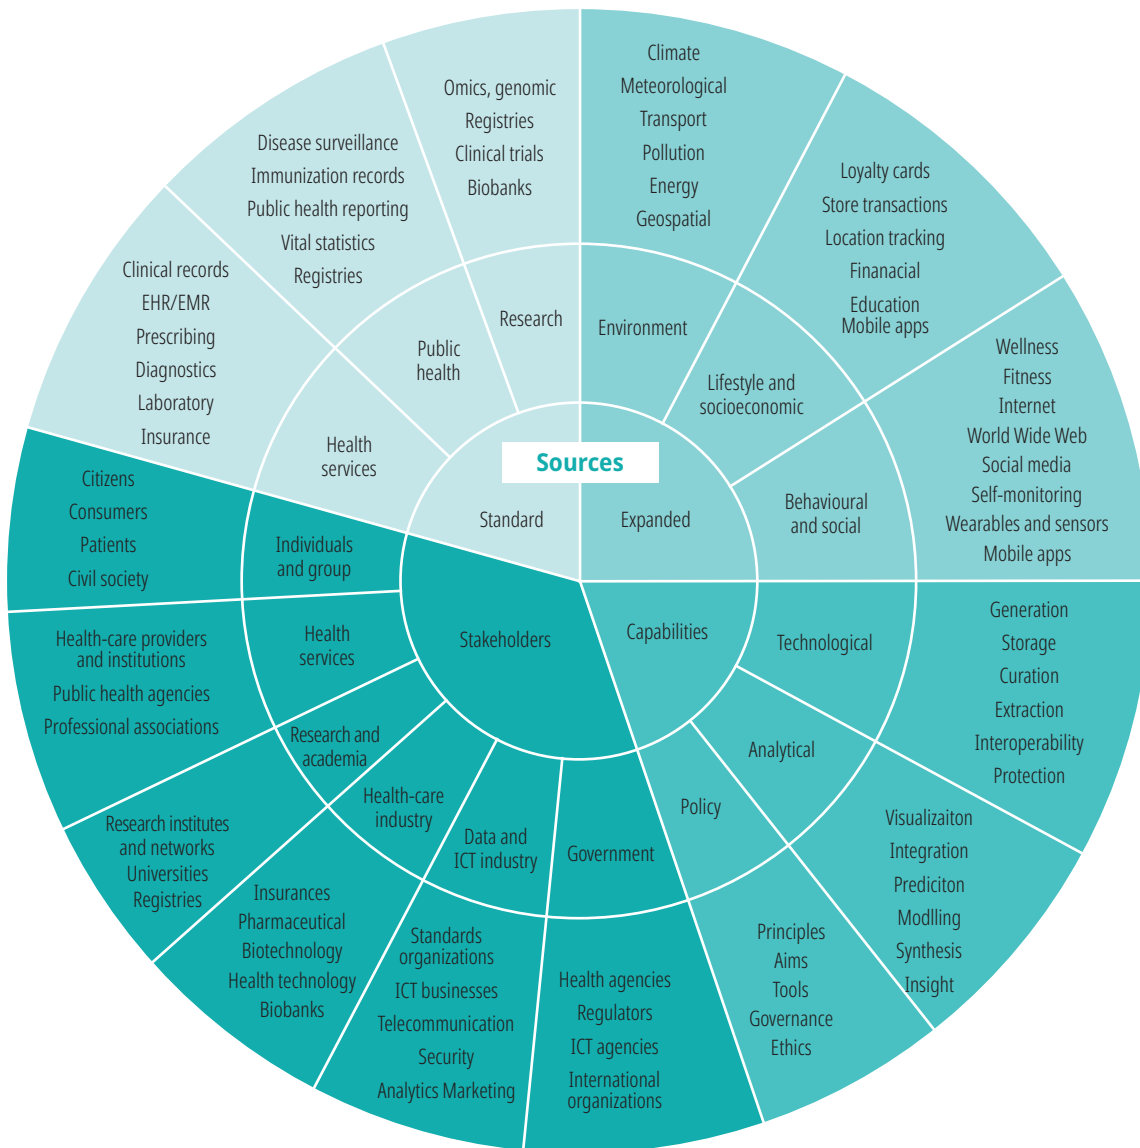 Sources
Standard
Expanded
Capabilities
Stakeholders
Research
Omics, genomic
Registries
Clinical trials
Biobanks
Public
health
Disease surveillance
Immunization records
Public health reporting
Vital statistics
Registries
Health
services
Clinical records
EHR/EMR
Prescribing
Diagnostics
Laboratory
Insurance
Environment
Climate
Meteorological
Transport
Pollution
Energy
Geospatial
Lifestyle and
socioeconomic
Loyalty cards
Store transactions
Location tracking
Finanacial
Education
Mobile apps
Behavioural
and social
Wellness
Fitness
Internet
World Wide Web
Social media
Self-monitoring
Wearables and sensors
Mobile apps
Technological
Generation
Storage
Curation
Extraction
Interoperability
Protection
Analytical
Visualizaiton
Integration
Prediciton
Modlling
Synthesis
Insight
Policy
Principles
Aims
Tools
Governance
Ethics
Government
Health agencies
Regulators
ICT agencies
International
organizations
Data and
ICT industry
Standards
organizations
ICT businesses
Telecommunication
Security
Analytics Marketing
Health-care
industry
Insurances
Pharmaceutical
Biotechnology
Health technology
Biobanks
Research and
academia
Research institutes
and networks
Universities
Registries
Health
services
Health-care providers
and institutions
Public health agencies
Professional associations
Individuals
and group
Citizens
Consumers
Patients
Civil society